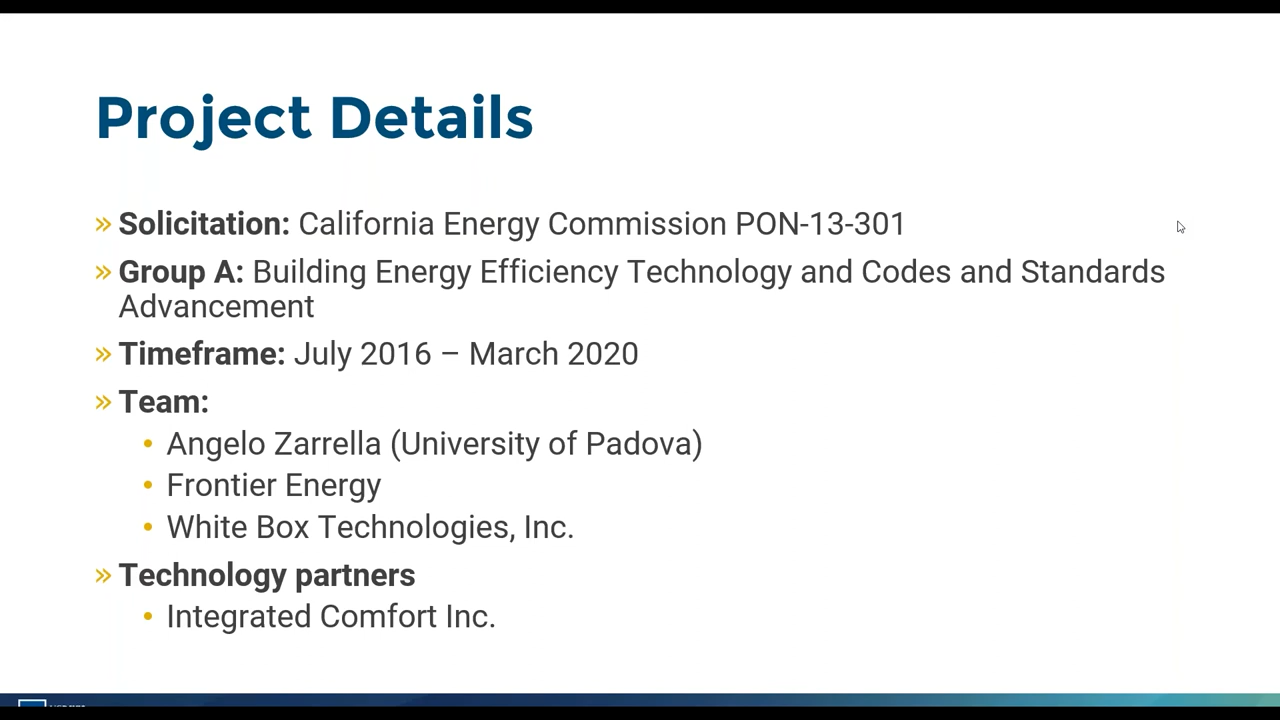 Project Details
» Solicitation: California Energy Commission PON-13-301
» Group A: Building Energy Efficiency Technology and Codes and Standards
Advancement
» Timeframe: July 2016 – March 2020
» Team:
• Angelo Zarrella (University of Padova)
• Frontier Energy
• White Box Technologies, Inc.
» Technology partners
• Integrated Comfort Inc.